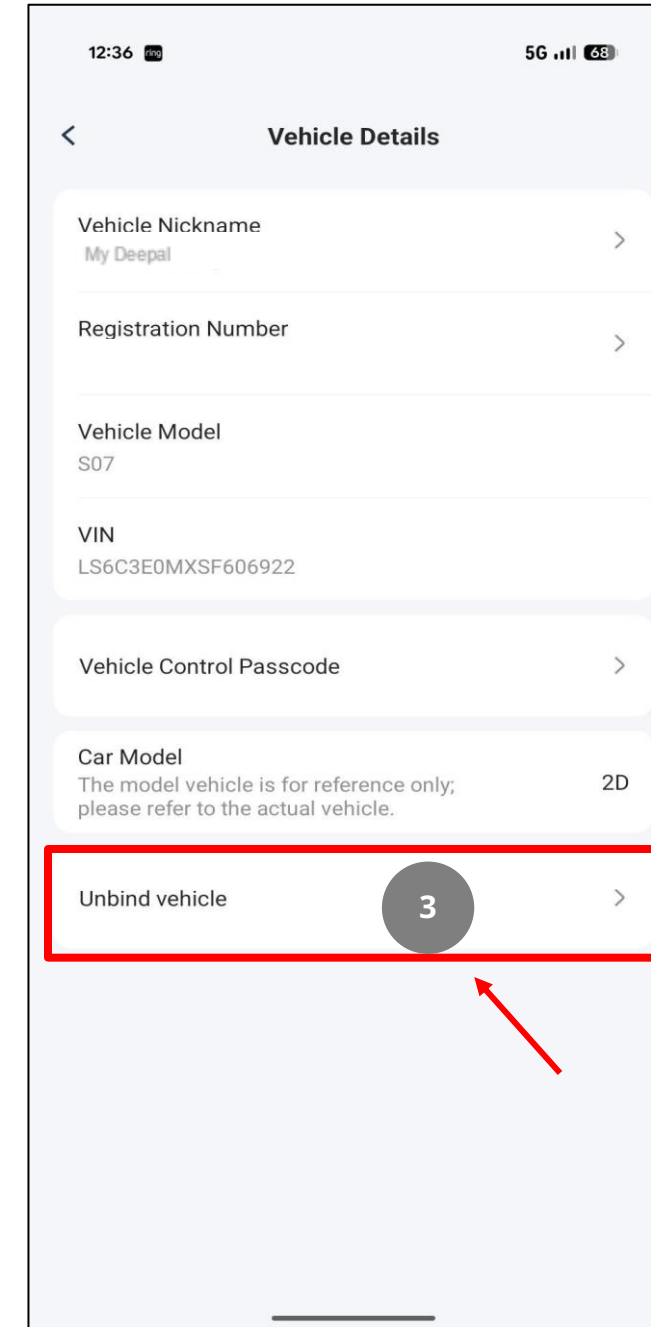 12:36 ring 5G 68
Vehicle Details
Vehicle Nickname
My Deepal
Registration Number
Vehicle Model
S07
VIN
LS6C3E0MXSF606922
Vehicle Control Passcode
Car Model
The model vehicle is for reference only; 2D
please refer to the actual vehicle.
Unbind vehicle 3